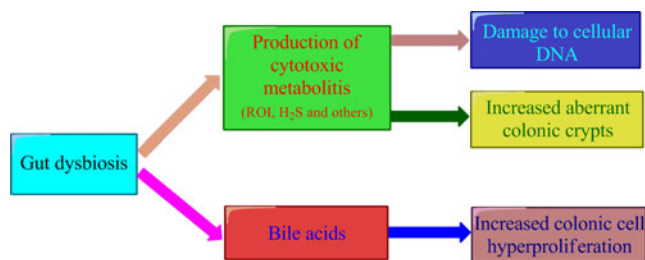 Gut dysbiosis
Production of
cytotoxic
metabolitis
(ROI, H₂S and others)
Damage to cellular
DNA
Increased aberrant
colonic crypts
Bile acids
Increased colonic cell
hyperproliferation